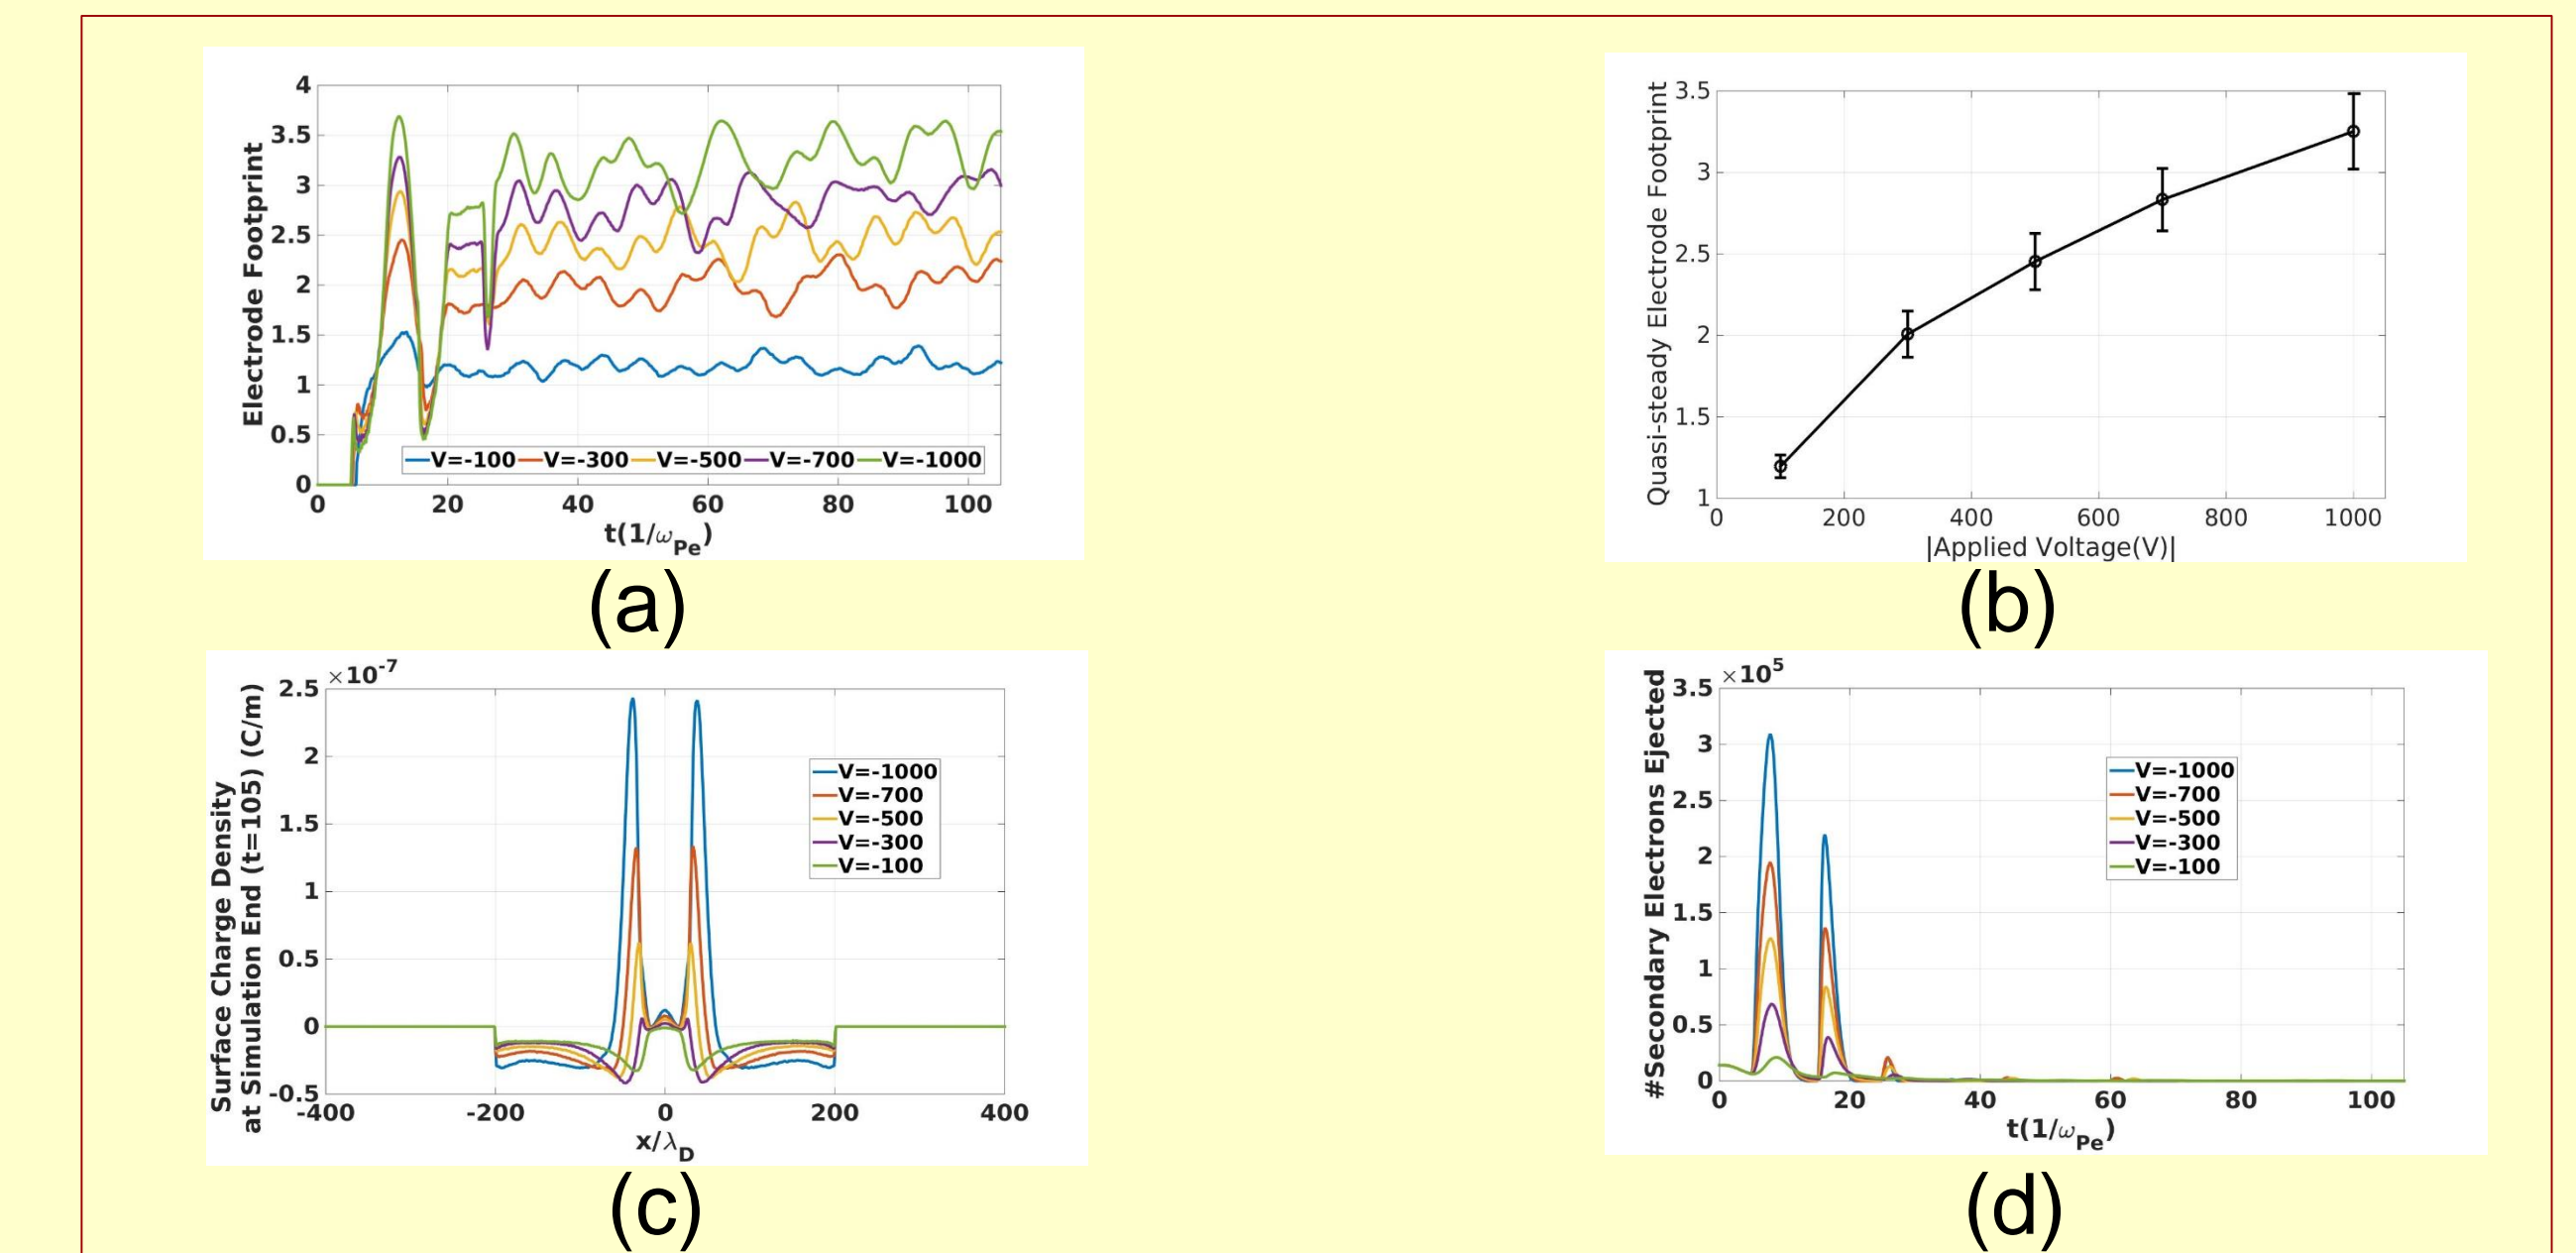 4
3.5
3
2.5
2
1.5
1
0.5
0
0 20 40 60 80 100
Electrode Footprint
t(1/ω_Pe)
V=-100 V=-300 V=-500 V=-700 V=-1000
(a)
3.5
3
2.5
2
1.5
1
0 200 400 600 800 1000
Quasi-steady Electrode Footprint
|Applied Voltage(V)|
(b)
×10^-7
2.5
2
1.5
1
0.5
0
-0.5
-400 -200 0 200 400
Surface Charge Density
at Simulation End (t=105) (C/m)
x/λ_D
V=-1000
V=-700
V=-500
V=-300
V=-100
(c)
×10^5
3.5
3
2.5
2
1.5
1
0.5
0
0 20 40 60 80 100
#Secondary Electrons Ejected
t(1/ω_Pe)
V=-1000
V=-700
V=-500
V=-300
V=-100
(d)